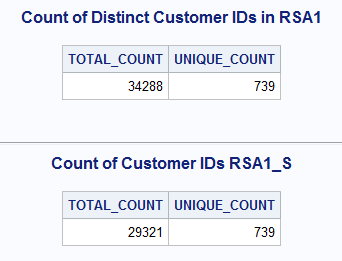 Count of Distinct Customer IDs in RSA1
TOTAL_COUNT UNIQUE_COUNT
34288 739
Count of Customer IDs RSA1_S
TOTAL_COUNT UNIQUE_COUNT
29321 739